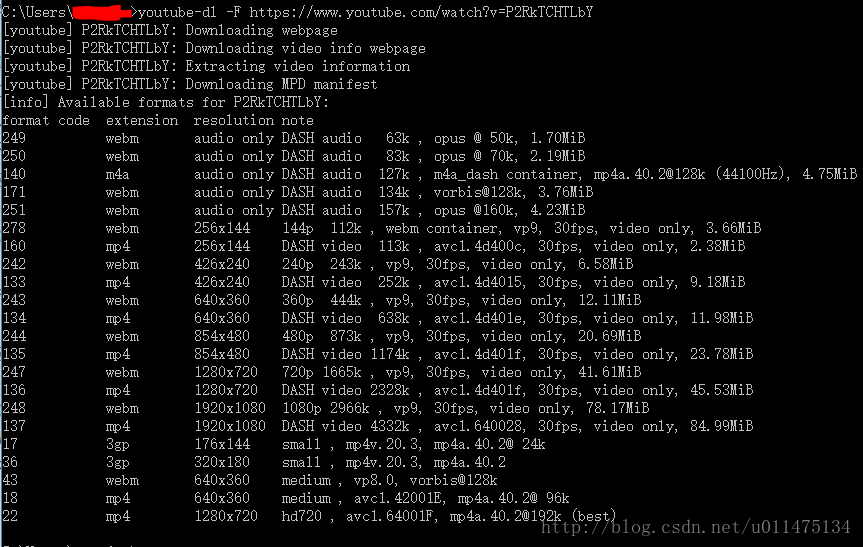 C:\Users\ >youtube-dl -F https://www.youtube.com/watch?v=P2RkTCHTLbY
[youtube] P2RkTCHTLbY: Downloading webpage
[youtube] P2RkTCHTLbY: Downloading video info webpage
[youtube] P2RkTCHTLbY: Extracting video information
[youtube] P2RkTCHTLbY: Downloading MPD manifest
[info] Available formats for P2RkTCHTLbY:
format code  extension  resolution note
249          webm       audio only DASH audio   63k , opus @ 50k, 1.70MiB
250          webm       audio only DASH audio   83k , opus @ 70k, 2.19MiB
140          m4a        audio only DASH audio  127k , m4a_dash container, mp4a.40.2@128k (44100Hz), 4.75MiB
171          webm       audio only DASH audio  134k , vorbis@128k, 3.76MiB
251          webm       audio only DASH audio  157k , opus @160k, 4.23MiB
278          webm       256x144    144p  112k , webm container, vp9, 30fps, video only, 3.66MiB
160          mp4        256x144    DASH video  113k , avc1.4d400c, 30fps, video only, 2.38MiB
242          webm       426x240    240p  243k , vp9, 30fps, video only, 6.58MiB
133          mp4        426x240    DASH video  252k , avc1.4d4015, 30fps, video only, 9.18MiB
243          webm       640x360    360p  444k , vp9, 30fps, video only, 12.11MiB
134          mp4        640x360    DASH video  638k , avc1.4d401e, 30fps, video only, 11.98MiB
244          webm       854x480    480p  873k , vp9, 30fps, video only, 20.69MiB
135          mp4        854x480    DASH video 1174k , avc1.4d401f, 30fps, video only, 23.78MiB
247          webm       1280x720   720p 1665k , vp9, 30fps, video only, 41.61MiB
136          mp4        1280x720   DASH video 2328k , avc1.4d401f, 30fps, video only, 45.53MiB
248          webm       1920x1080  1080p 2966k , vp9, 30fps, video only, 78.17MiB
137          mp4        1920x1080  DASH video 4332k , avc1.640028, 30fps, video only, 84.99MiB
17           3gp        176x144    small , mp4v.20.3, mp4a.40.2@ 24k
36           3gp        320x180    small , mp4v.20.3, mp4a.40.2
43           webm       640x360    medium , vp8.0, vorbis@128k
18           mp4        640x360    medium , avc1.42001E, mp4a.40.2@ 96k
22           mp4        1280x720   hd720 , avc1.64001F, mp4a.40.2@192k (best)
http://blog.csdn.net/u011475134